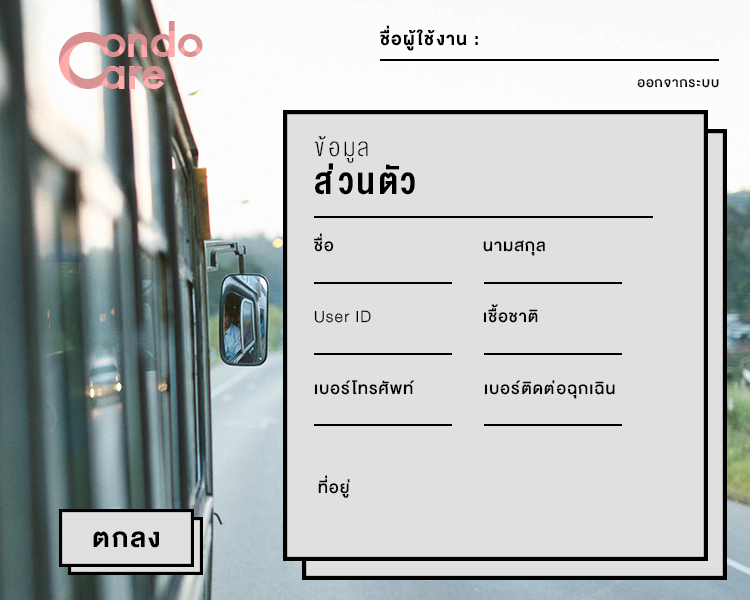 Condo
Care
ชื่อผู้ใช้งาน :
ออกจากระบบ
ข้อมูล
ส่วนตัว
ชื่อ
นามสกุล
User ID
เชื้อชาติ
เบอร์โทรศัพท์
เบอร์ติดต่อฉุกเฉิน
ที่อยู่
ตกลง